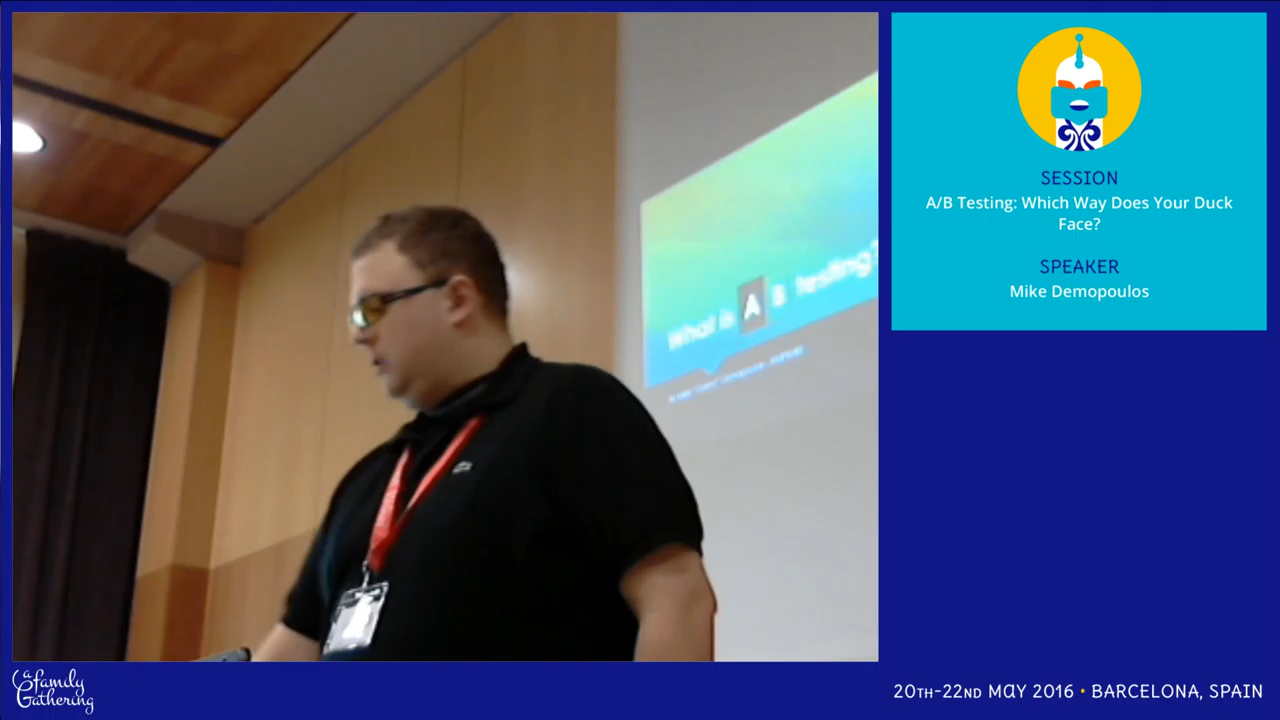 What is A B testing?
SESSION
A/B Testing: Which Way Does Your Duck
Face?
SPEAKER
Mike Demopoulos
a
family
Gathering
20TH-22ND MAY 2016 • BARCELONA, SPAIN